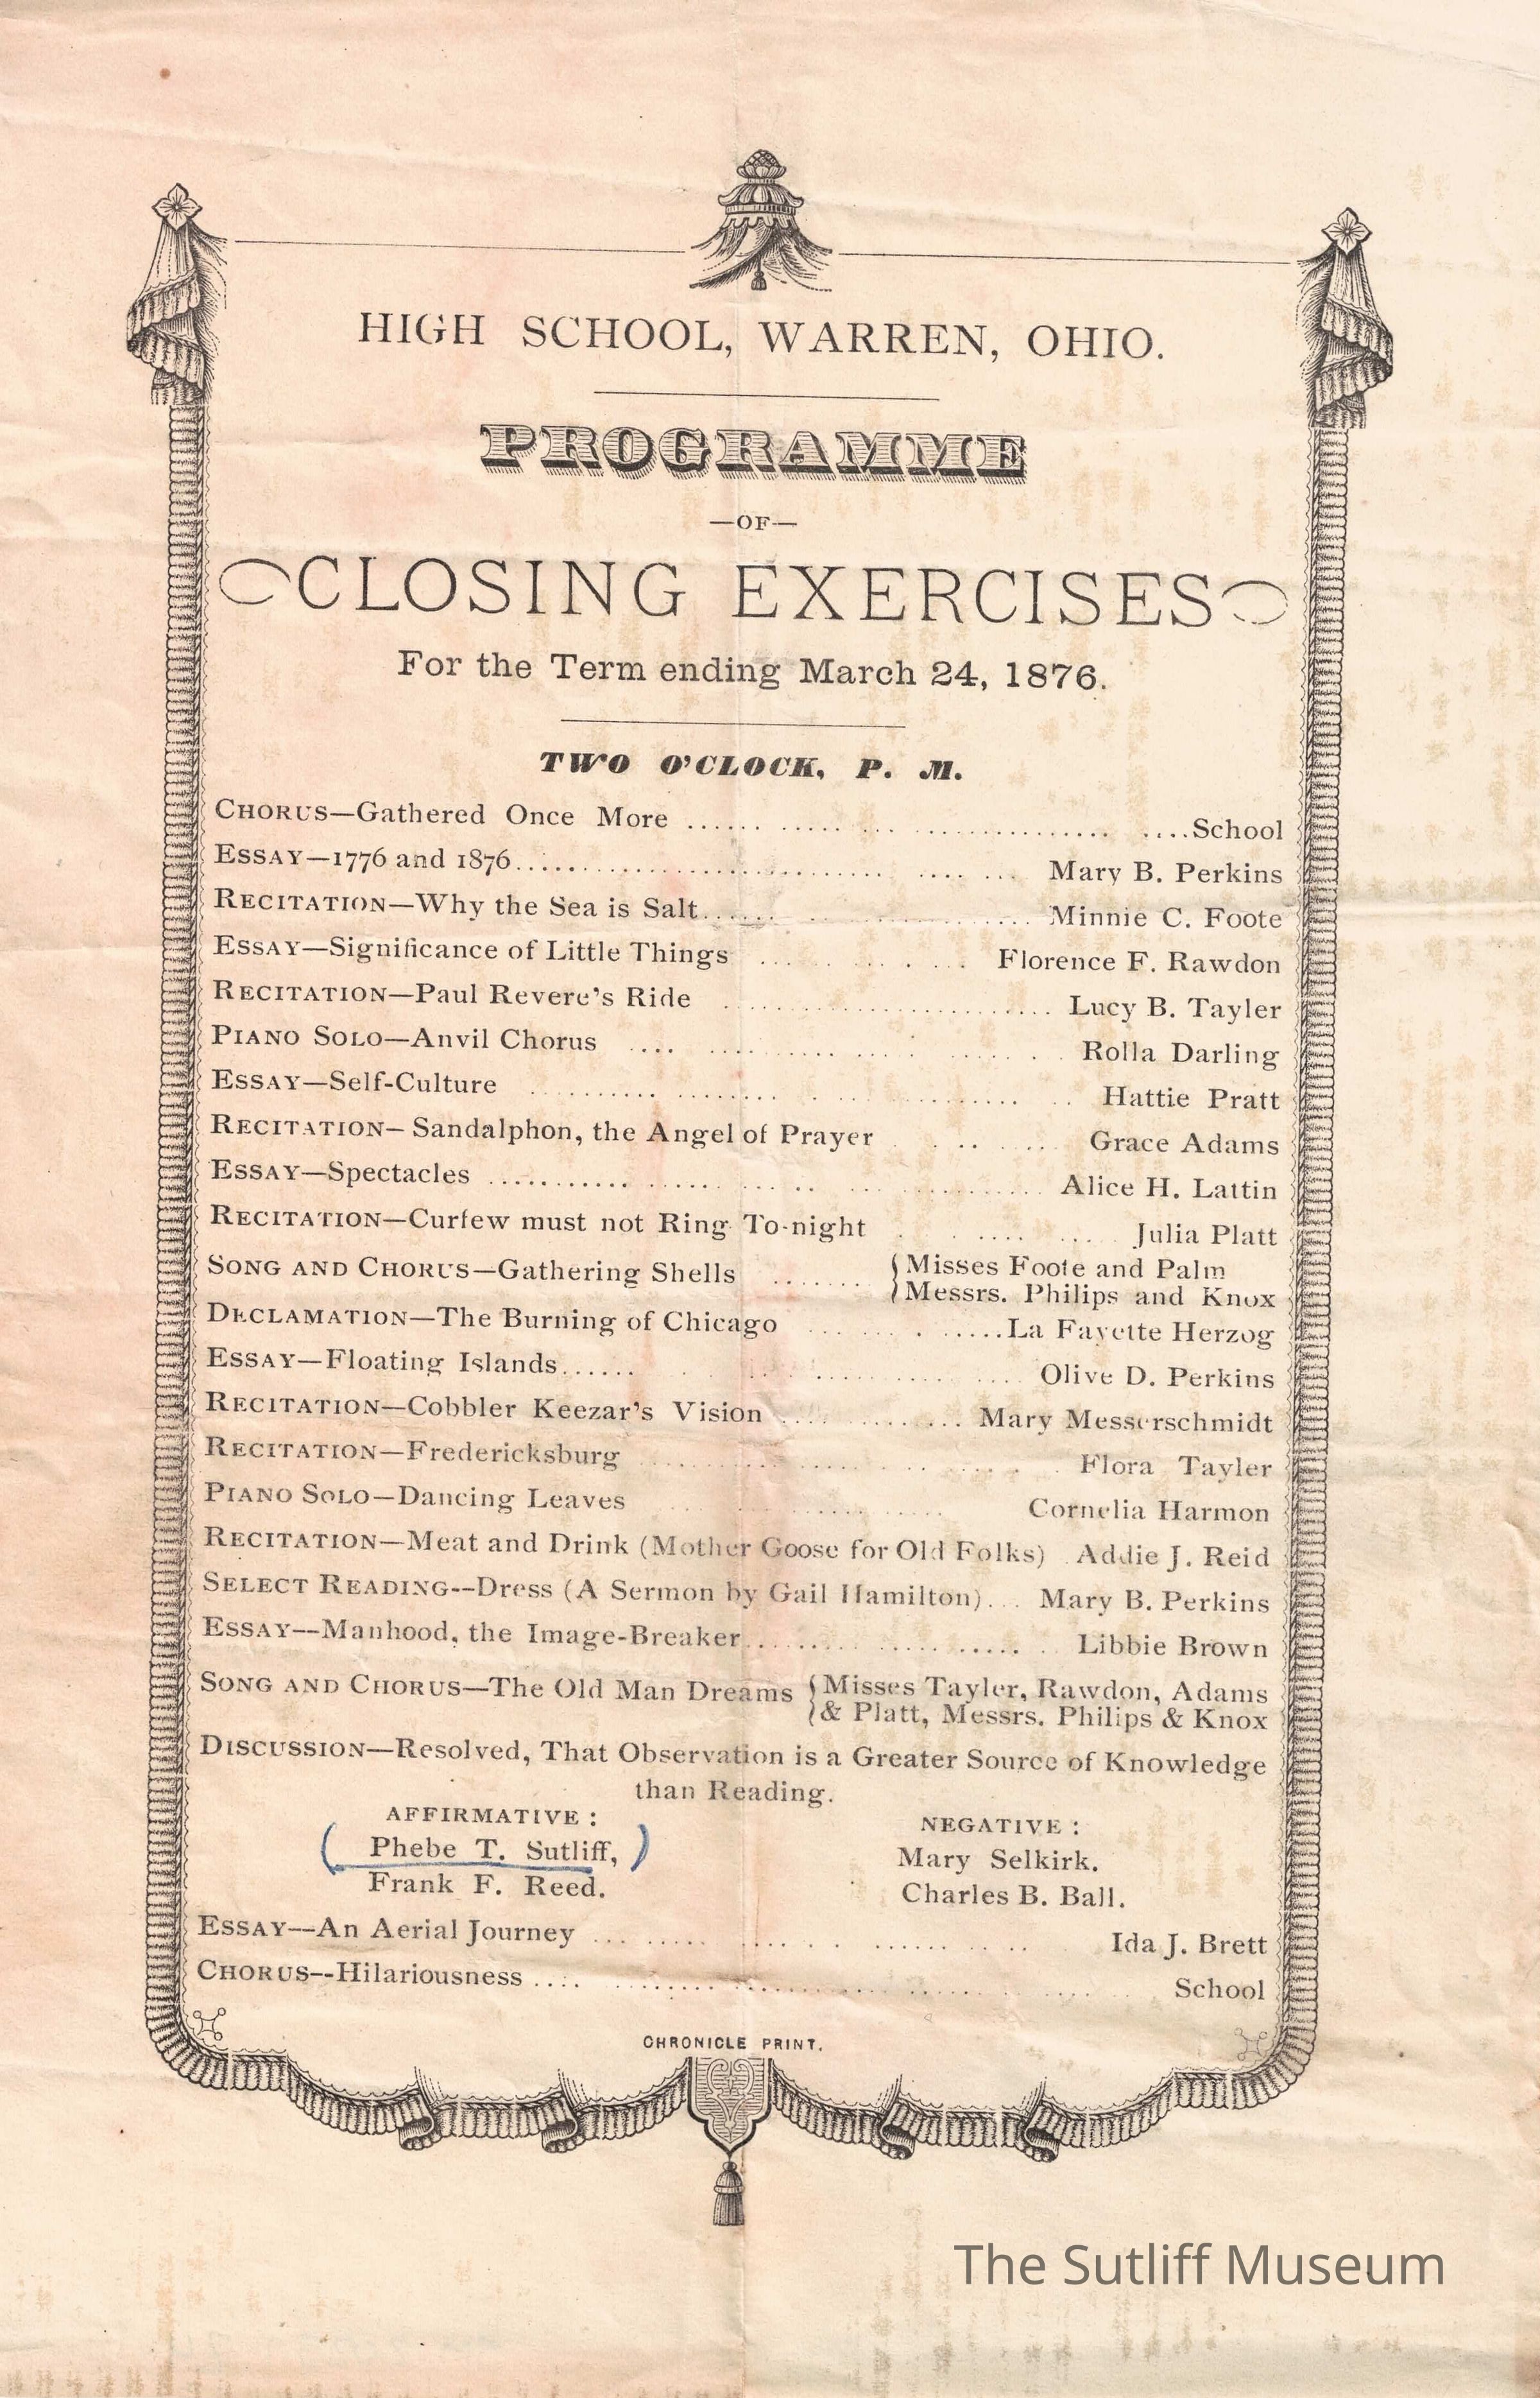 HIGH SCHOOL, WARREN, OHIO.
PROGRAMME
—OF—
CLOSING EXERCISES
For the Term ending March 24, 1876.
TWO O'CLOCK, P. M.
CHORUS—Gathered Once More ........ School
ESSAY—1776 and 1876........ Mary B. Perkins
RECITATION—Why the Sea is Salt........ Minnie C. Foote
ESSAY—Significance of Little Things ........ Florence F. Rawdon
RECITATION—Paul Revere's Ride ........ Lucy B. Tayler
PIANO SOLO—Anvil Chorus ........ Rolla Darling
ESSAY—Self-Culture ........ Hattie Pratt
RECITATION—Sandalphon, the Angel of Prayer ........ Grace Adams
ESSAY—Spectacles ........ Alice H. Lattin
RECITATION—Curfew must not Ring To-night ........ Julia Platt
SONG AND CHORUS—Gathering Shells ........ {Misses Foote and Palm
Messrs. Philips and Knox
DECLAMATION—The Burning of Chicago ........ La Fayette Herzog
ESSAY—Floating Islands........ Olive D. Perkins
RECITATION—Cobbler Keezar's Vision ........ Mary Messerschmidt
RECITATION—Fredericksburg ........ Flora Tayler
PIANO SOLO—Dancing Leaves ........ Cornelia Harmon
RECITATION—Meat and Drink (Mother Goose for Old Folks) . Addie J. Reid
SELECT READING--Dress (A Sermon by Gail Hamilton)... Mary B. Perkins
ESSAY--Manhood, the Image-Breaker........ Libbie Brown
SONG AND CHORUS—The Old Man Dreams {Misses Tayler, Rawdon, Adams
& Platt, Messrs. Philips & Knox
DISCUSSION—Resolved, That Observation is a Greater Source of Knowledge
than Reading.
AFFIRMATIVE: NEGATIVE:
(Phebe T. Sutliff,) Mary Selkirk.
Frank F. Reed. Charles B. Ball.
ESSAY--An Aerial Journey ........ Ida J. Brett
CHORUS--Hilariousness ........ School
CHRONICLE PRINT.
The Sutliff Museum